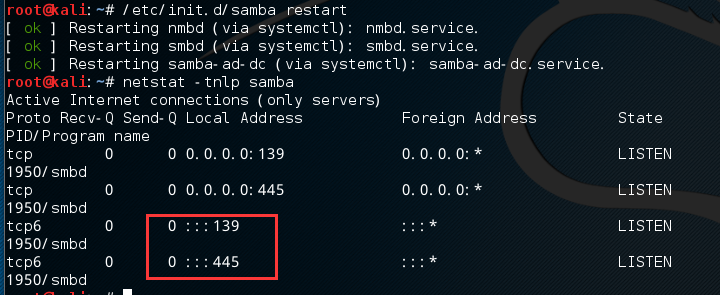 root@kali:~# /etc/init.d/samba restart
[ ok ] Restarting nmbd (via systemctl): nmbd.service.
[ ok ] Restarting smbd (via systemctl): smbd.service.
[ ok ] Restarting samba-ad-dc (via systemctl): samba-ad-dc.service.
root@kali:~# netstat -tnlp samba
Active Internet connections (only servers)
Proto Recv-Q Send-Q Local Address           Foreign Address         State
PID/Program name
tcp        0      0 0.0.0.0:139             0.0.0.0:*               LISTEN
1950/smbd
tcp        0      0 0.0.0.0:445             0.0.0.0:*               LISTEN
1950/smbd
tcp6       0      0 :::139                  :::*                    LISTEN
1950/smbd
tcp6       0      0 :::445                  :::*                    LISTEN
1950/smbd
root@kali:~#